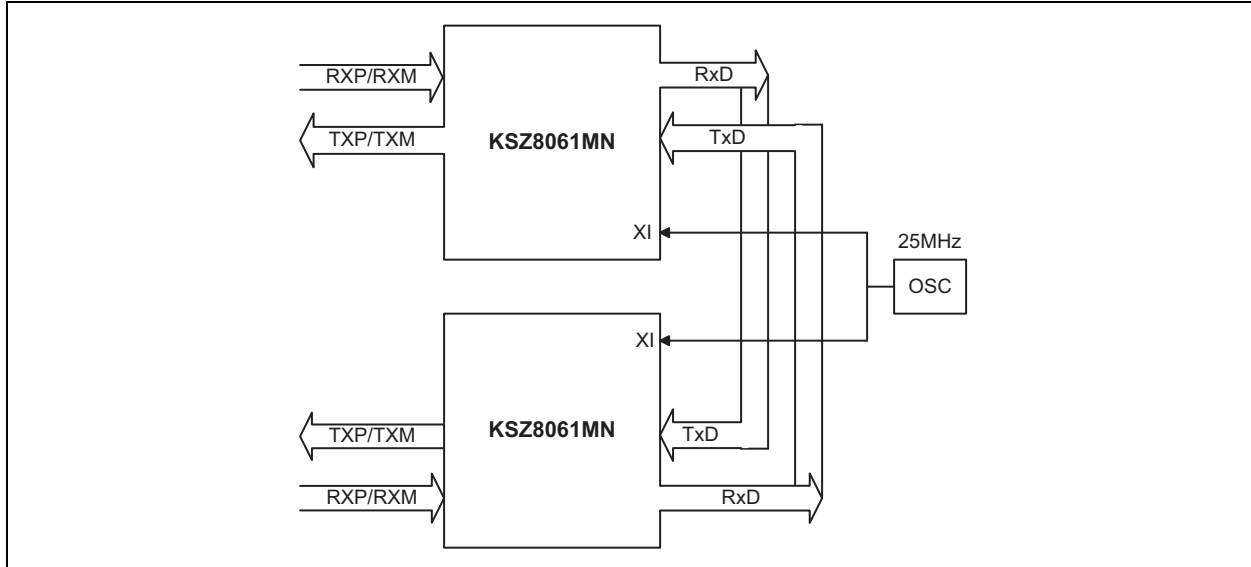 RXP/RXM
RxD
TXP/TXM
KSZ8061MN
TxD
XI
25MHz
OSC
XI
TXP/TXM
KSZ8061MN
TxD
RXP/RXM
RxD